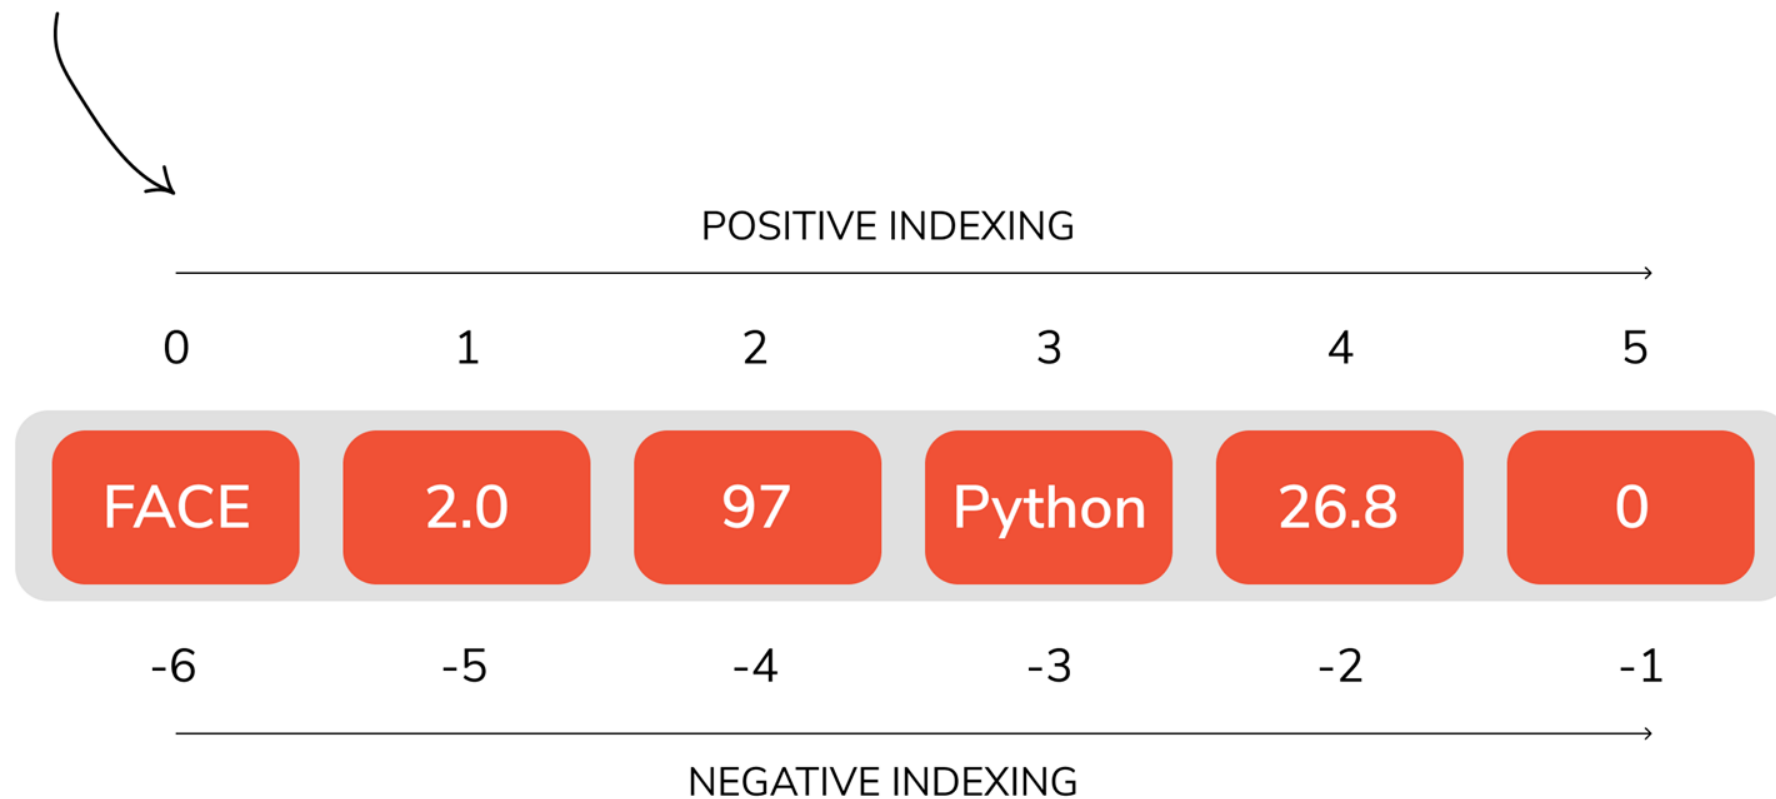 POSITIVE INDEXING
0 1 2 3 4 5
FACE 2.0 97 Python 26.8 0
-6 -5 -4 -3 -2 -1
NEGATIVE INDEXING